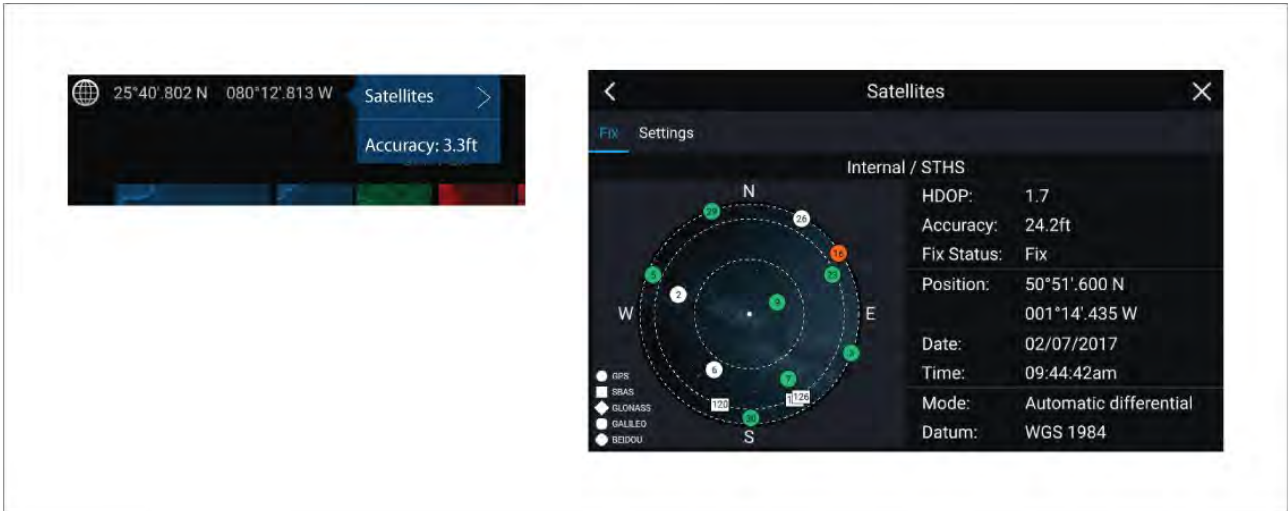 25°40'.802 N 080°12'.813 W
Satellites
Accuracy: 3.3ft
Satellites
Fix Settings
Internal / STHS
N
29
26
16
5
23
2
9
W
E
3
6
7
120
126
30
S
GPS
SBAS
GLONASS
GALILEO
BEIDOU
HDOP: 1.7
Accuracy: 24.2ft
Fix Status: Fix
Position: 50°51'.600 N
001°14'.435 W
Date: 02/07/2017
Time: 09:44:42am
Mode: Automatic differential
Datum: WGS 1984